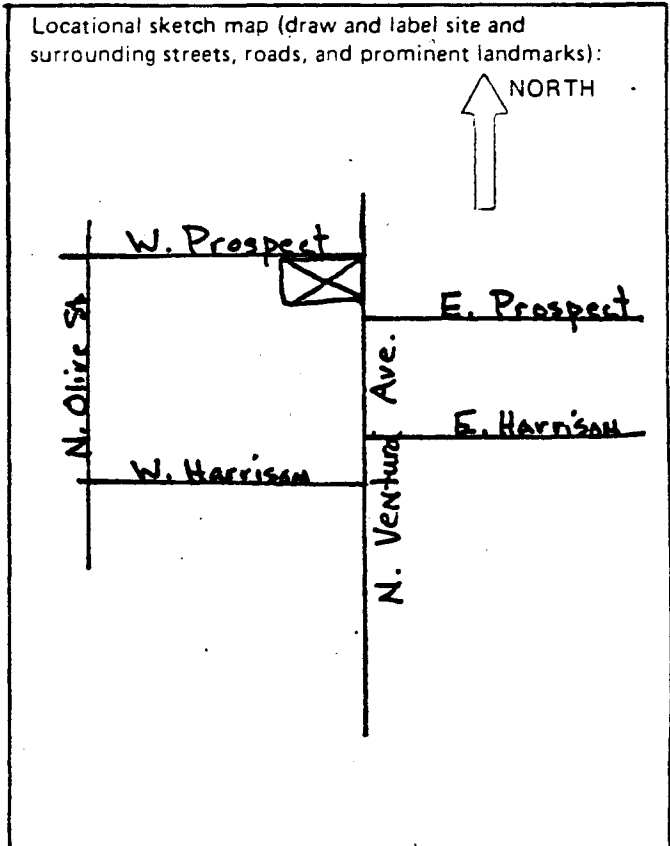 Locational sketch map (draw and label site and
surrounding streets, roads, and prominent landmarks):
NORTH
W. Prospect
E. Prospect
N. Olive St.
N. Ventura Ave.
E. Harrison
W. Harrison